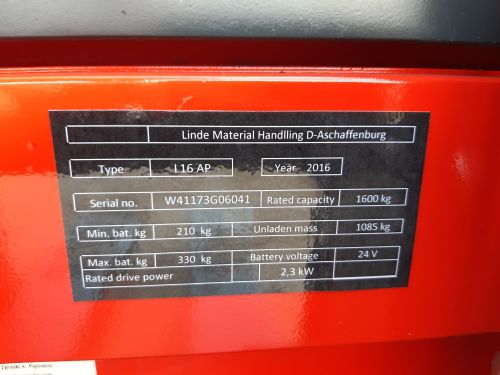 Linde Material Handlling D-Aschaffenburg
Type L16 AP Year 2016
Serial no. W41173G06041 Rated capacity 1600 kg
Min. bat. kg 210 kg Unladen mass 1085 kg
Max. bat. kg 330 kg Battery voltage 24 V
Rated drive power 2,3 kW